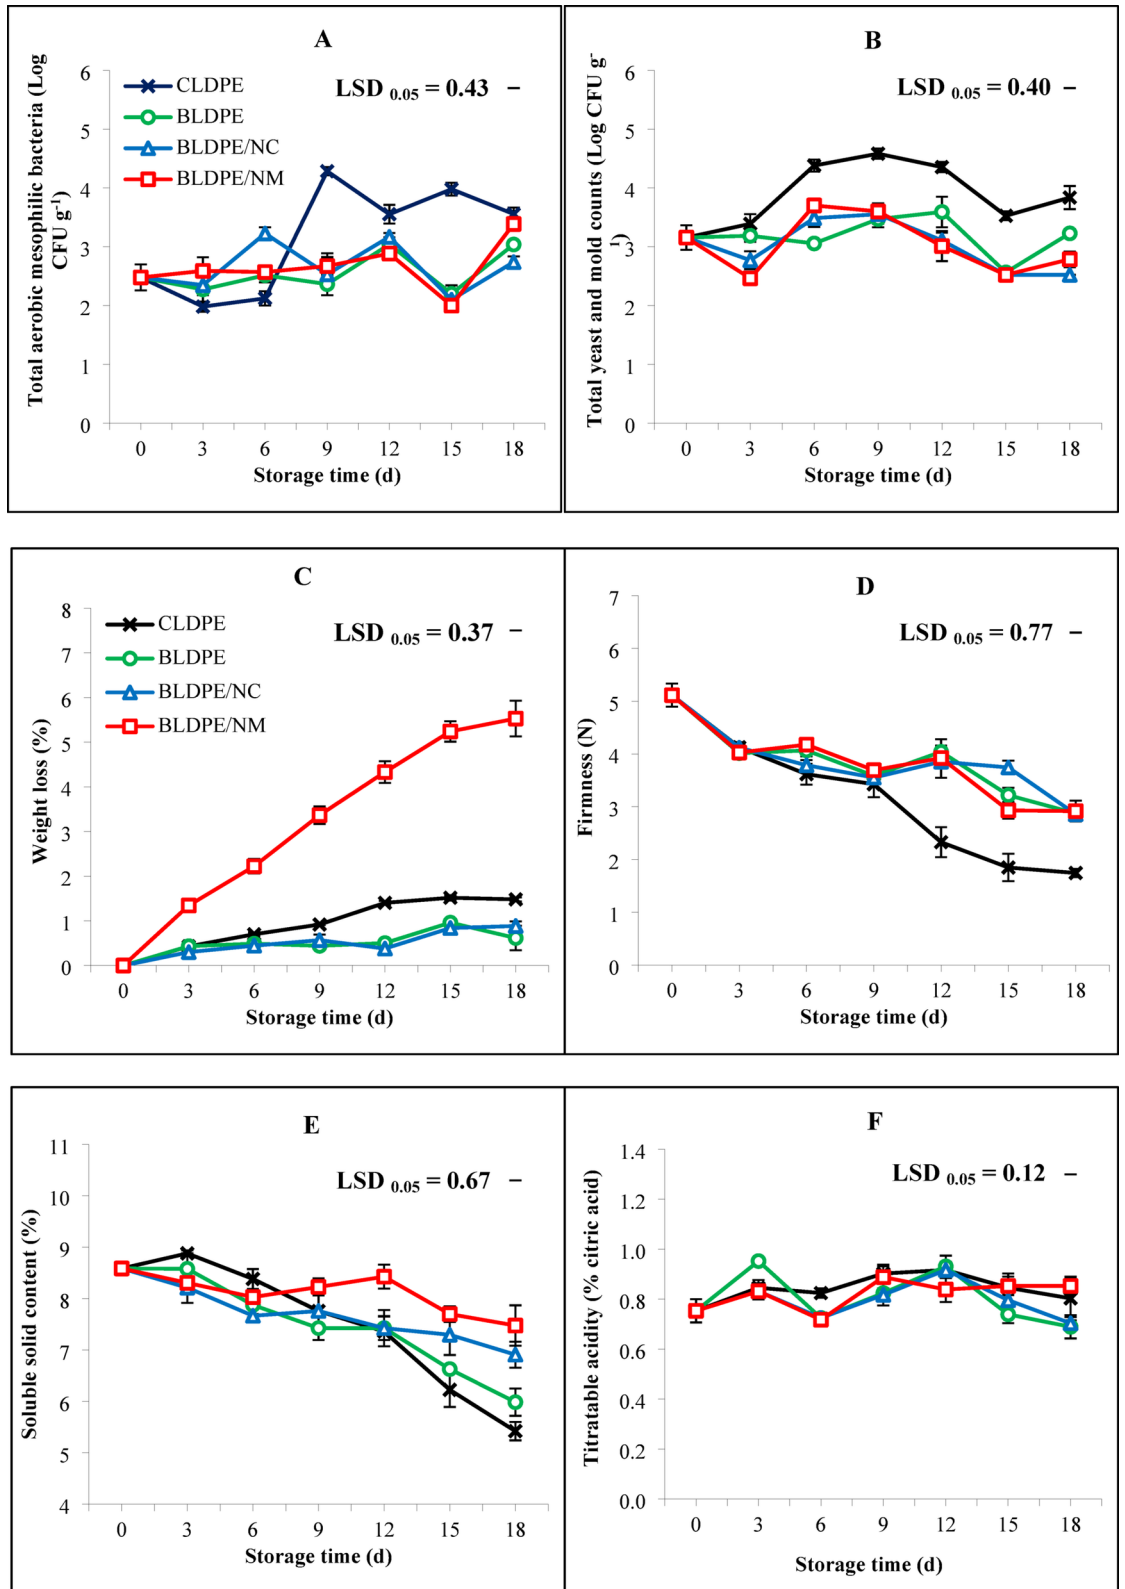 A
Total aerobic mesophilic bacteria (Log
CFU g-1)
6
5
4
3
2
1
0
CLDPE
BLDPE
BLDPE/NC
BLDPE/NM
LSD 0.05 = 0.43
0 3 6 9 12 15 18
Storage time (d)
B
Total yeast and mold counts (Log CFU g-
1)
6
5
4
3
2
1
0
LSD 0.05 = 0.40
0 3 6 9 12 15 18
Storage time (d)
C
Weight loss (%)
8
7
6
5
4
3
2
1
0
CLDPE
BLDPE
BLDPE/NC
BLDPE/NM
LSD 0.05 = 0.37
0 3 6 9 12 15 18
Storage time (d)
D
Firmness (N)
7
6
5
4
3
2
1
0
LSD 0.05 = 0.77
0 3 6 9 12 15 18
Storage time (d)
E
Soluble solid content (%)
11
10
9
8
7
6
5
4
LSD 0.05 = 0.67
0 3 6 9 12 15 18
Storage time (d)
F
Titratable acidity (% citric acid)
1.4
1.2
1.0
0.8
0.6
0.4
0.2
0.0
LSD 0.05 = 0.12
0 3 6 9 12 15 18
Storage time (d)